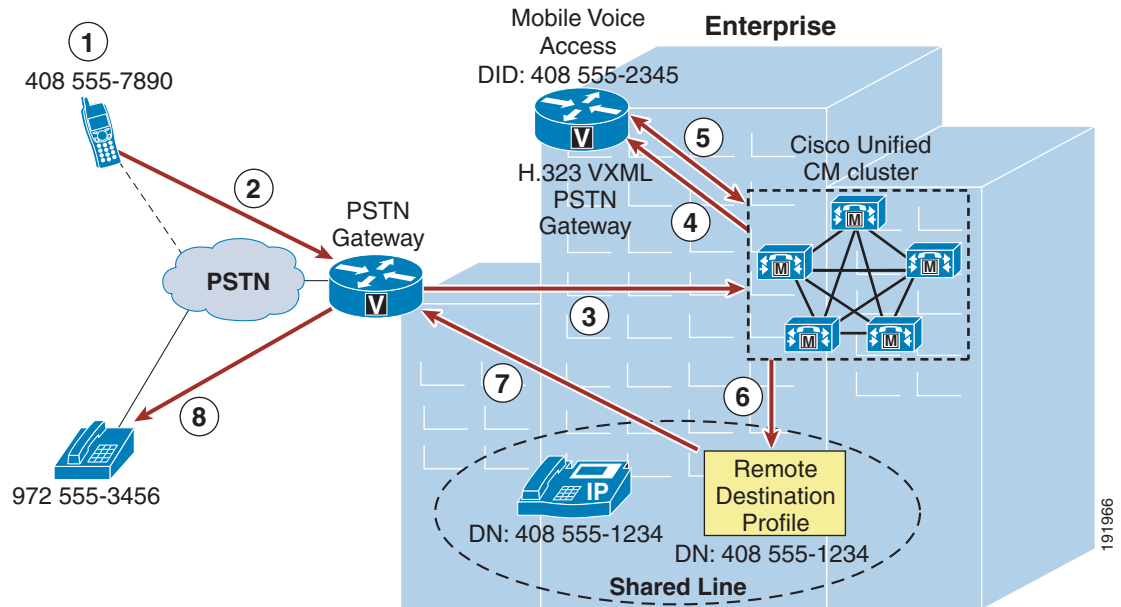 1
408 555-7890
2
Mobile Voice
Access
DID: 408 555-2345
Enterprise
V
H.323 VXML
PSTN
Gateway
5
4
Cisco Unified
CM cluster
M
M
M
M
M
PSTN
Gateway
V
PSTN
3
7
6
8
972 555-3456
IP
DN: 408 555-1234
Remote
Destination
Profile
DN: 408 555-1234
Shared Line
191966